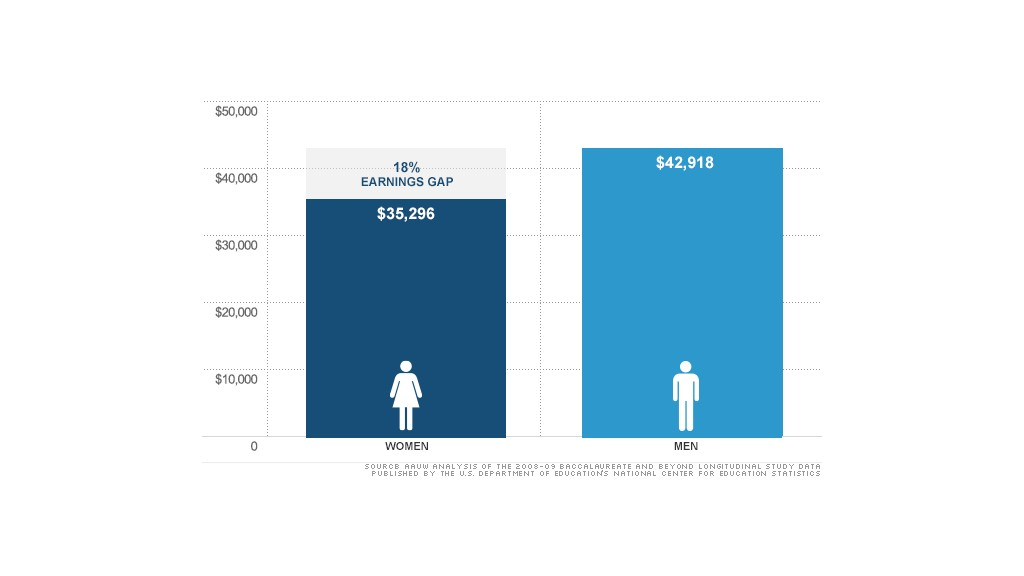 $50,000
$40,000
$30,000
$20,000
$10,000
0
18%
EARNINGS GAP
$35,296
$42,918
WOMEN
MEN
SOURCE AAUW ANALYSIS OF THE 2008-09 BACCALAUREATE AND BEYOND LONGITUDINAL STUDY DATA
PUBLISHED BY THE U.S. DEPARTMENT OF EDUCATION'S NATIONAL CENTER FOR EDUCATION STATISTICS